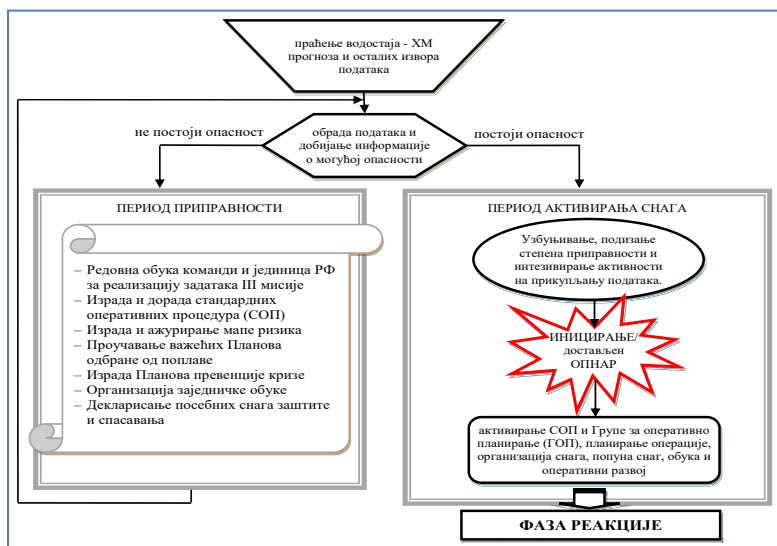 праћење водостаја - ХМ
прогноза и осталих извора
података
не постоји опасност
обрада података и
добијање информације
о могућој опасности
постоји опасност
ПЕРИОД ПРИПРАВНОСТИ
– Редовна обука команди и јединица РФ
за реализацију задатака III мисије
– Израда и дорада стандардних
оперативних процедура (СОП)
– Израда и ажурирање мапе ризика
– Проучавање важећих Планова
одбране од поплаве
– Израда Планова превенције кризе
– Организација заједничке обуке
– Декларисање посебних снага заштите
и спасавања
ПЕРИОД АКТИВИРАЊА СНАГА
Узбуњивање, подизање
степена приправности и
интезивирање активности
на прикупљању података.
ИНИЦИРАЊЕ/
достављен
ОПНАР
активирање СОП и Групе за оперативно
планирање (ГОП), планирање операције,
организација снага, попуна снаг, обука и
оперативни развој
ФАЗА РЕАКЦИЈЕ